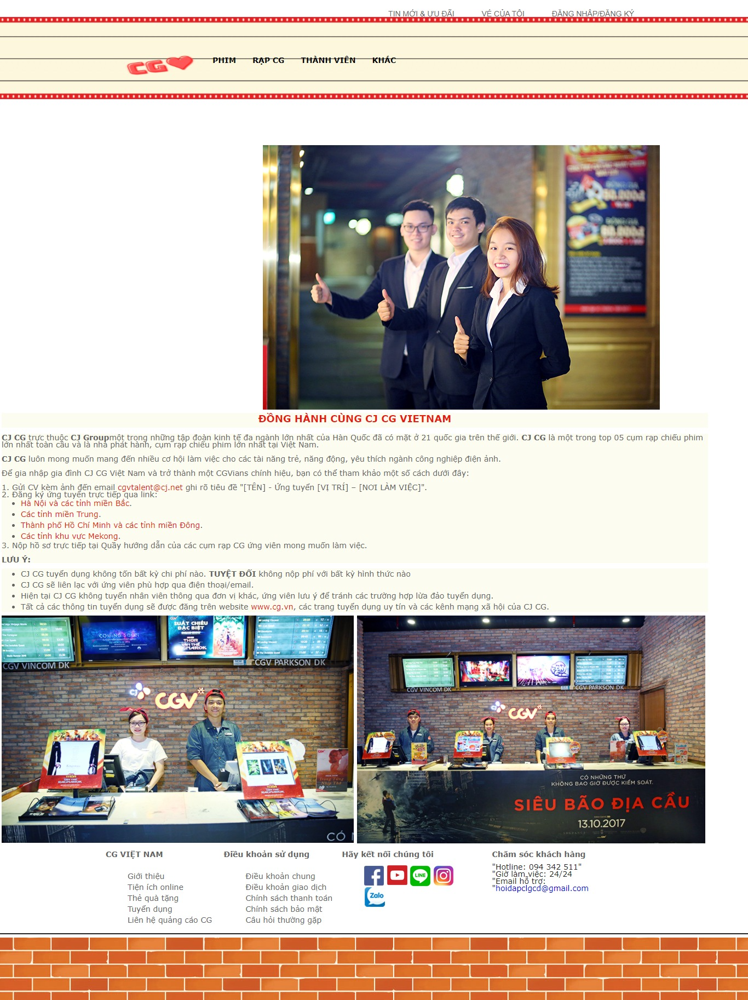 TIN MỚI & ƯU ĐÃI VÉ CỦA TÔI ĐĂNG NHẬP/ĐĂNG KÝ
CG
PHIM RẠP CG THÀNH VIÊN KHÁC
ĐỒNG HÀNH CÙNG CJ CG VIETNAM
CJ CG trực thuộc CJ Groupmột trong những tập đoàn kinh tế đa ngành lớn nhất của Hàn Quốc đã có mặt ở 21 quốc gia trên thế giới. CJ CG là một trong top 05 cụm rạp chiếu phim
lớn nhất toàn cầu và là nhà phát hành, cụm rạp chiếu phim lớn nhất tại Việt Nam.
CJ CG luôn mong muốn mang đến nhiều cơ hội làm việc cho các tài năng trẻ, năng động, yêu thích ngành công nghiệp điện ảnh.
Để gia nhập gia đình CJ CG Việt Nam và trở thành một CGVians chính hiệu, bạn có thể tham khảo một số cách dưới đây:
1. Gửi CV kèm ảnh đến email cgvtalent@cj.net ghi rõ tiêu đề "[TÊN] - Ứng tuyển [VỊ TRÍ] – [NƠI LÀM VIỆC]".
2. Đăng ký ứng tuyển trực tiếp qua link:
• Hà Nội và các tỉnh miền Bắc.
• Các tỉnh miền Trung.
• Thành phố Hồ Chí Minh và các tỉnh miền Đông.
• Các tỉnh khu vực Mekong.
3. Nộp hồ sơ trực tiếp tại Quầy hướng dẫn của các cụm rạp CG ứng viên mong muốn làm việc.
LƯU Ý:
• CJ CG tuyển dụng không tốn bất kỳ chi phí nào. TUYỆT ĐỐI không nộp phí với bất kỳ hình thức nào
• CJ CG sẽ liên lạc với ứng viên phù hợp qua điện thoại/email.
• Hiện tại CJ CG không tuyển nhân viên thông qua đơn vị khác, ứng viên lưu ý để tránh các trường hợp lừa đảo tuyển dụng.
• Tất cả các thông tin tuyển dụng sẽ được đăng trên website www.cg.vn, các trang tuyển dụng uy tín và các kênh mạng xã hội của CJ CG.
COMING SOON
SUẤT CHIẾU
ĐẶC BIỆT
THOR
TẬN THẾ
RAGNAROK
CGV VINCOM DK
CGV PARKSON DK
CJ CGV
THOR
TẬN THẾ
RAGNAROK
CÓ N
CGV VINCOM DK
CGV PARKSON DK
CGV
CÓ NHỮNG THỨ
KHÔNG BAO GIỜ ĐƯỢC KIỂM SOÁT.
SIÊU BÃO ĐỊA CẦU
13.10.2017
CG VIỆT NAM
Giới thiệu
Tiện ích online
Thẻ quà tặng
Tuyển dụng
Liên hệ quảng cáo CG
Điều khoản sử dụng
Điều khoản chung
Điều khoản giao dịch
Chính sách thanh toán
Chính sách bảo mật
Câu hỏi thường gặp
Hãy kết nối chúng tôi
LINE
Zalo
Chăm sóc khách hàng
"Hotline: 094 342 511"
"Giờ làm việc: 24/24
"Email hỗ trợ:
"hoidapclgcd@gmail.com